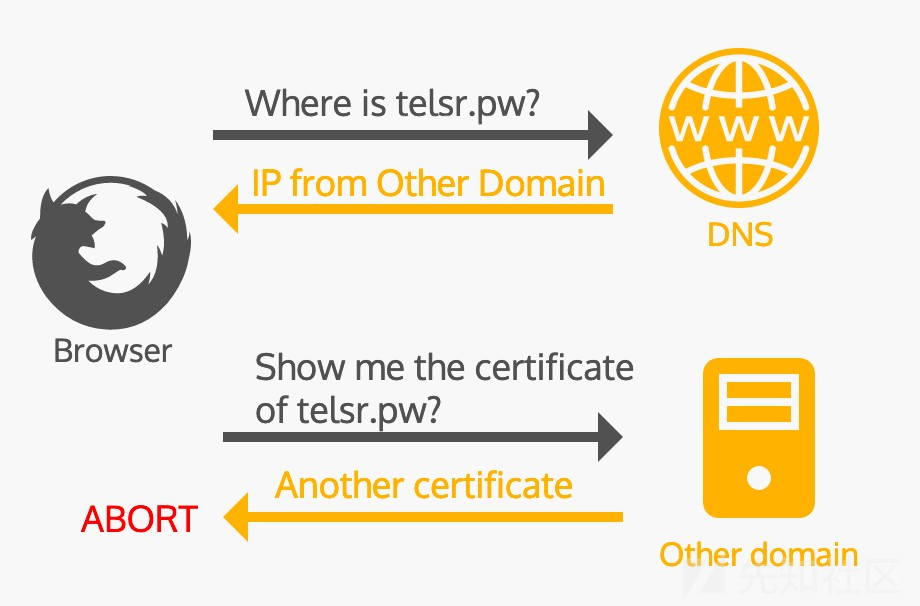 Where is telsr.pw?
WWW
IP from Other Domain
DNS
Browser
Show me the certificate
of telsr.pw?
Another certificate
ABORT
Other domain
先知社区